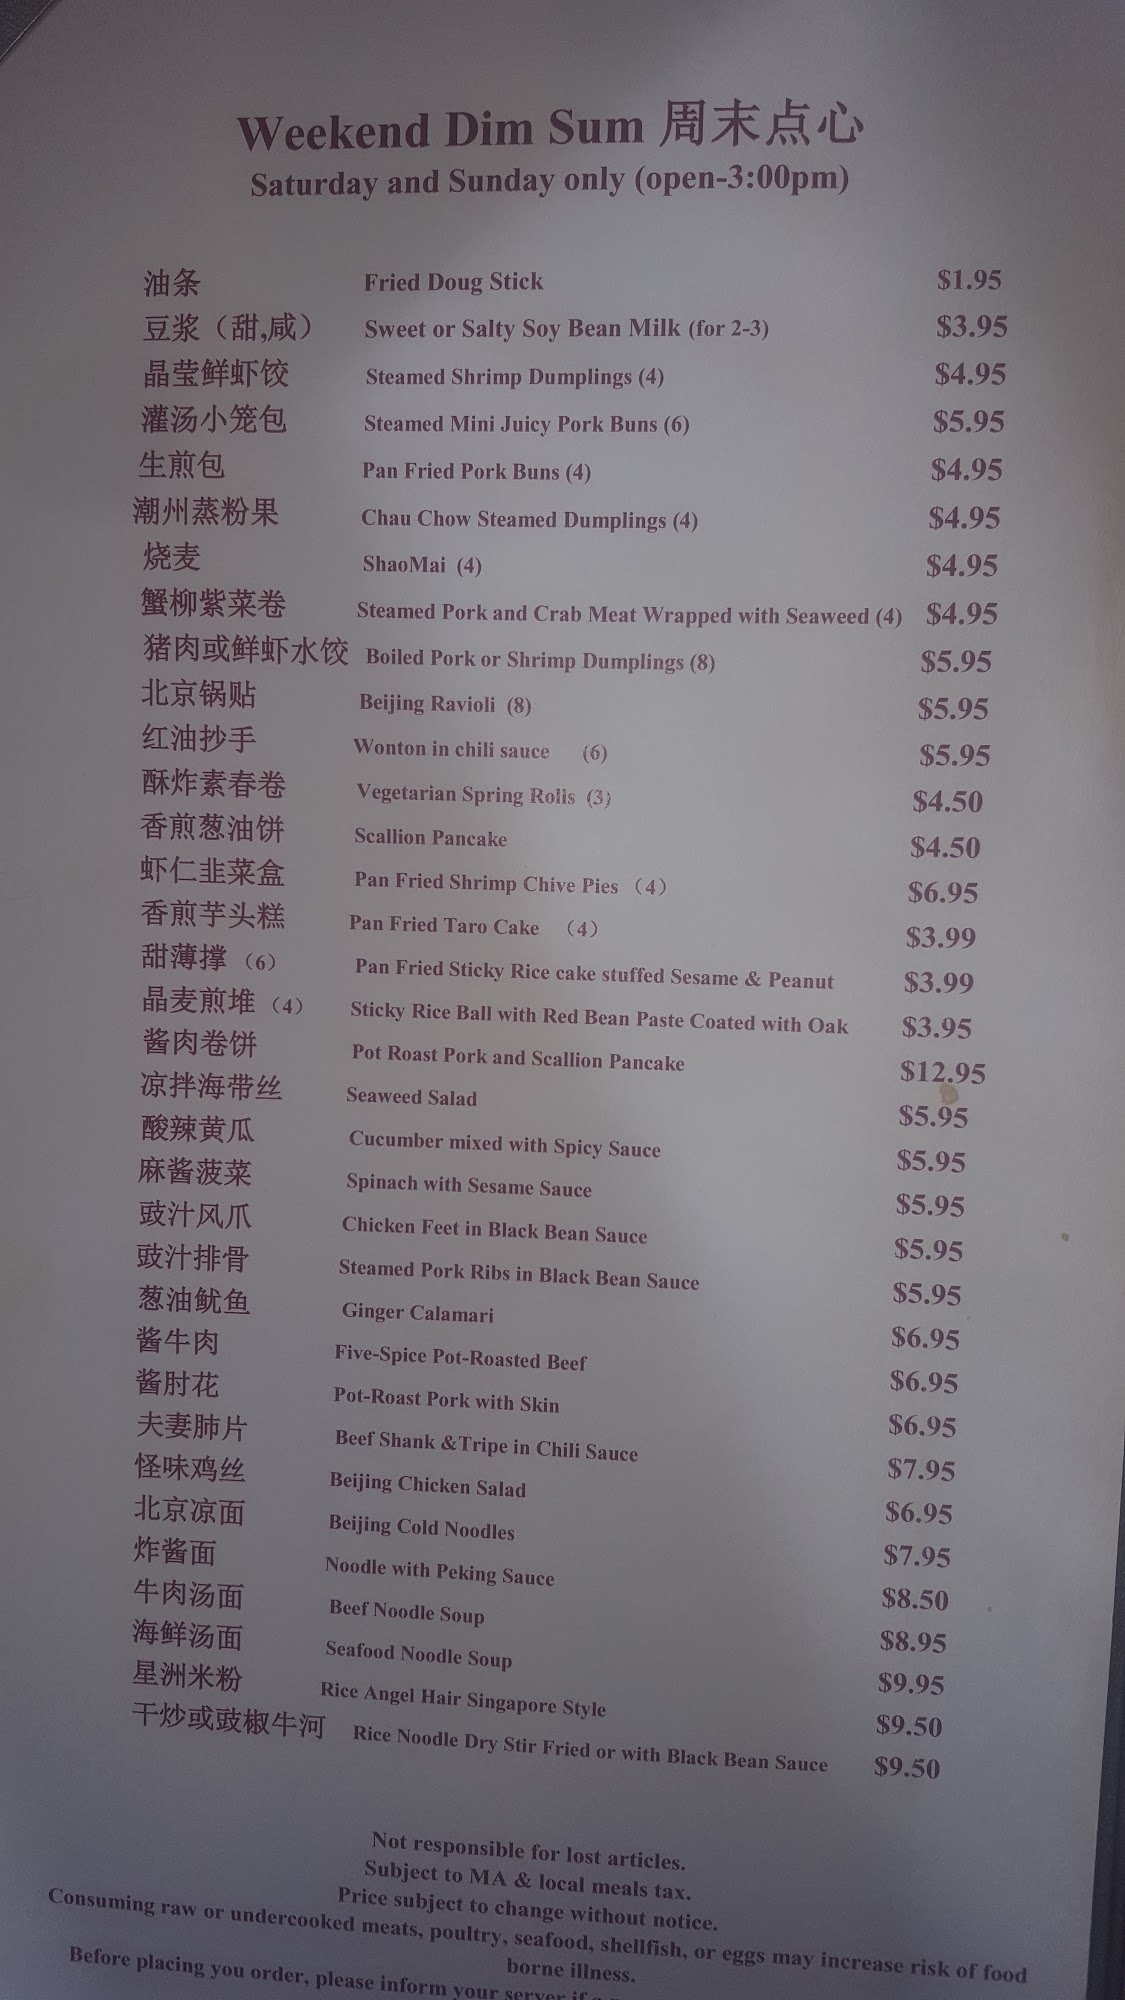 Weekend Dim Sum 周末点心
Saturday and Sunday only (open-3:00pm)
油条 Fried Doug Stick $1.95
豆浆（甜,咸） Sweet or Salty Soy Bean Milk (for 2-3) $3.95
晶莹鲜虾饺 Steamed Shrimp Dumplings (4) $4.95
灌汤小笼包 Steamed Mini Juicy Pork Buns (6) $5.95
生煎包 Pan Fried Pork Buns (4) $4.95
潮州蒸粉果 Chau Chow Steamed Dumplings (4) $4.95
烧麦 ShaoMai (4) $4.95
蟹柳紫菜卷 Steamed Pork and Crab Meat Wrapped with Seaweed (4) $4.95
猪肉或鲜虾水饺 Boiled Pork or Shrimp Dumplings (8) $5.95
北京锅贴 Beijing Ravioli (8) $5.95
红油抄手 Wonton in chili sauce (6) $5.95
酥炸素春卷 Vegetarian Spring Rolls (3) $4.50
香煎葱油饼 Scallion Pancake $4.50
虾仁韭菜盒 Pan Fried Shrimp Chive Pies （4） $6.95
香煎芋头糕 Pan Fried Taro Cake （4） $3.99
甜薄撑（6） Pan Fried Sticky Rice cake stuffed Sesame & Peanut $3.99
晶麦煎堆（4） Sticky Rice Ball with Red Bean Paste Coated with Oak $3.95
酱肉卷饼 Pot Roast Pork and Scallion Pancake $12.95
凉拌海带丝 Seaweed Salad $5.95
酸辣黄瓜 Cucumber mixed with Spicy Sauce $5.95
麻酱菠菜 Spinach with Sesame Sauce $5.95
豉汁风爪 Chicken Feet in Black Bean Sauce $5.95
豉汁排骨 Steamed Pork Ribs in Black Bean Sauce $5.95
葱油鱿鱼 Ginger Calamari $6.95
酱牛肉 Five-Spice Pot-Roasted Beef $6.95
酱肘花 Pot-Roast Pork with Skin $6.95
夫妻肺片 Beef Shank &Tripe in Chili Sauce $7.95
怪味鸡丝 Beijing Chicken Salad $6.95
北京凉面 Beijing Cold Noodles $7.95
炸酱面 Noodle with Peking Sauce $8.50
牛肉汤面 Beef Noodle Soup $8.95
海鲜汤面 Seafood Noodle Soup $9.95
星洲米粉 Rice Angel Hair Singapore Style $9.50
干炒或豉椒牛河 Rice Noodle Dry Stir Fried or with Black Bean Sauce $9.50
Not responsible for lost articles.
Subject to MA & local meals tax.
Price subject to change without notice.
Consuming raw or undercooked meats, poultry, seafood, shellfish, or eggs may increase risk of food
borne illness.
Before placing you order, please inform your server if a